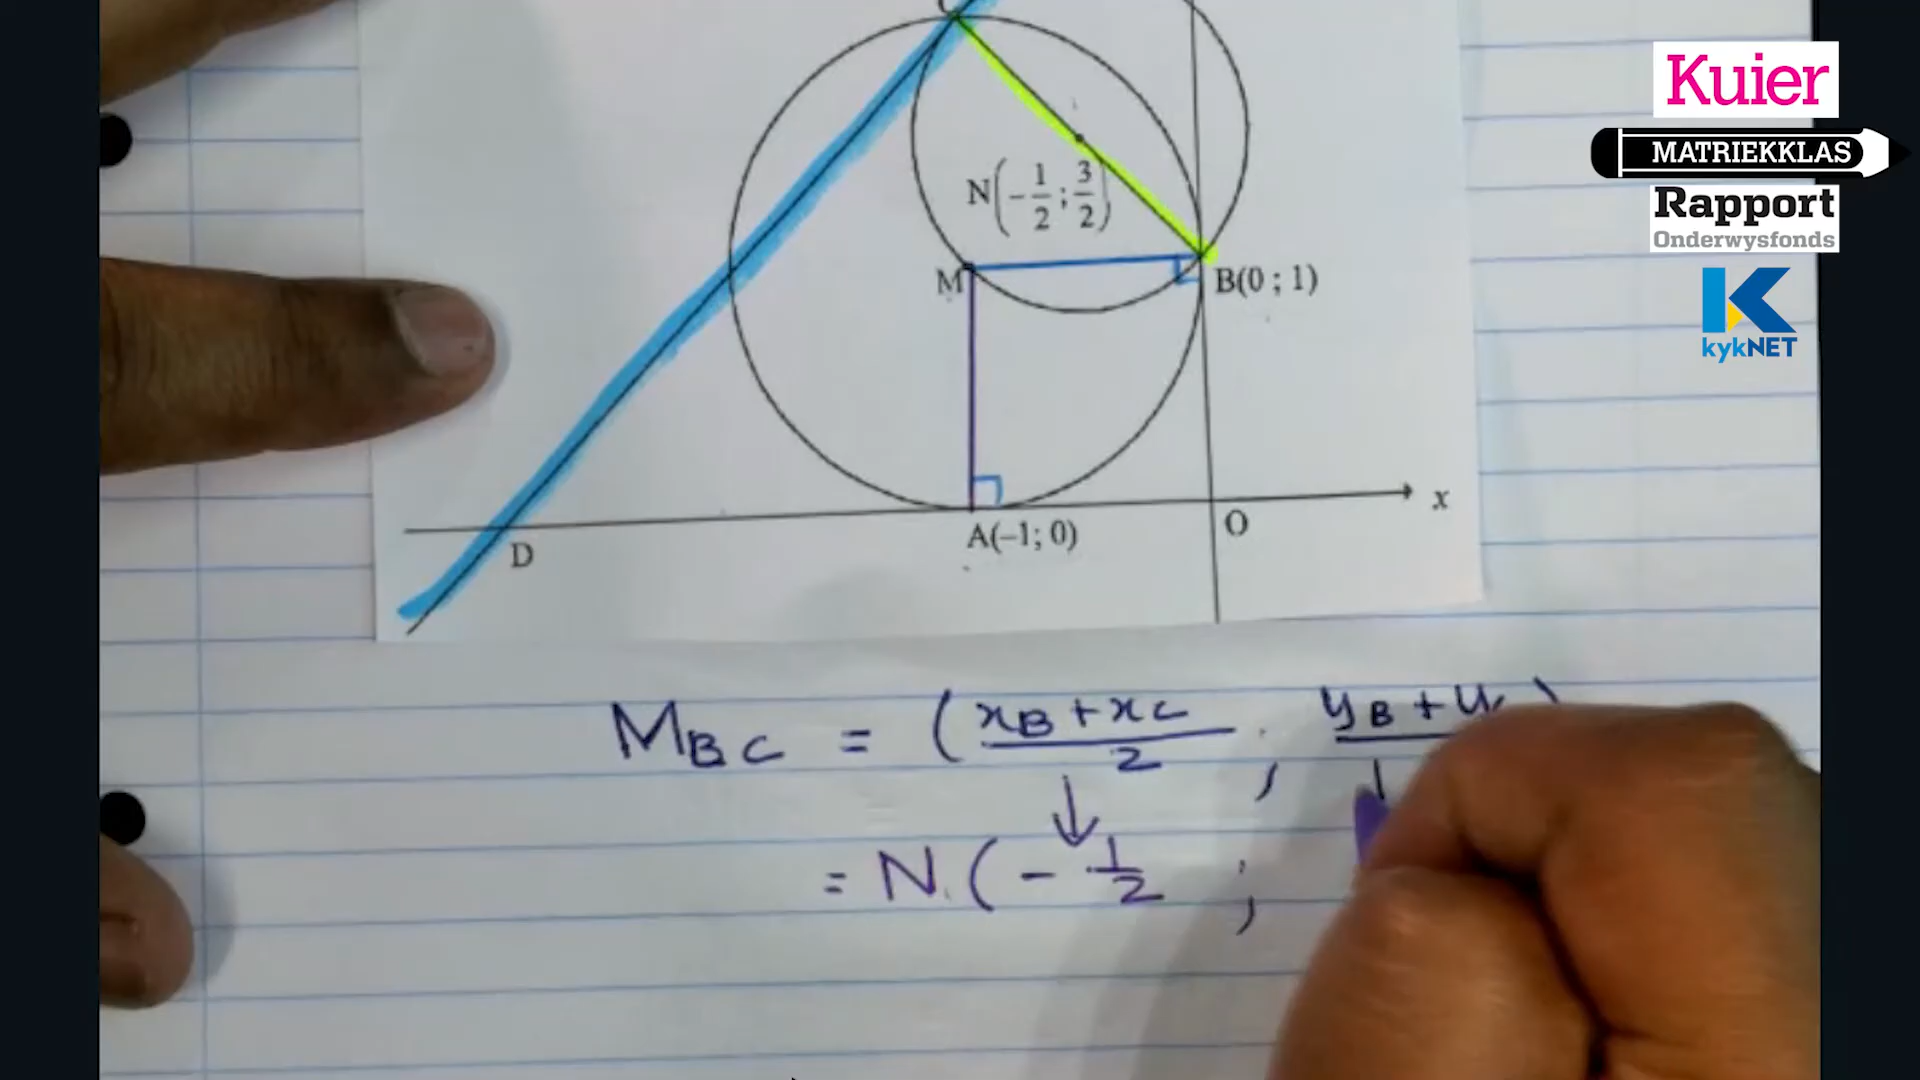 Kuier
MATRIEKKLAS
Rapport
Onderwysfonds
kykNET
N(-1/2 ; 3/2)
M
B(0 ; 1)
x
D
A(–1; 0)
O
M_BC = (x_B + x_C / 2 ; y_B + y
= N (- 1/2 ;